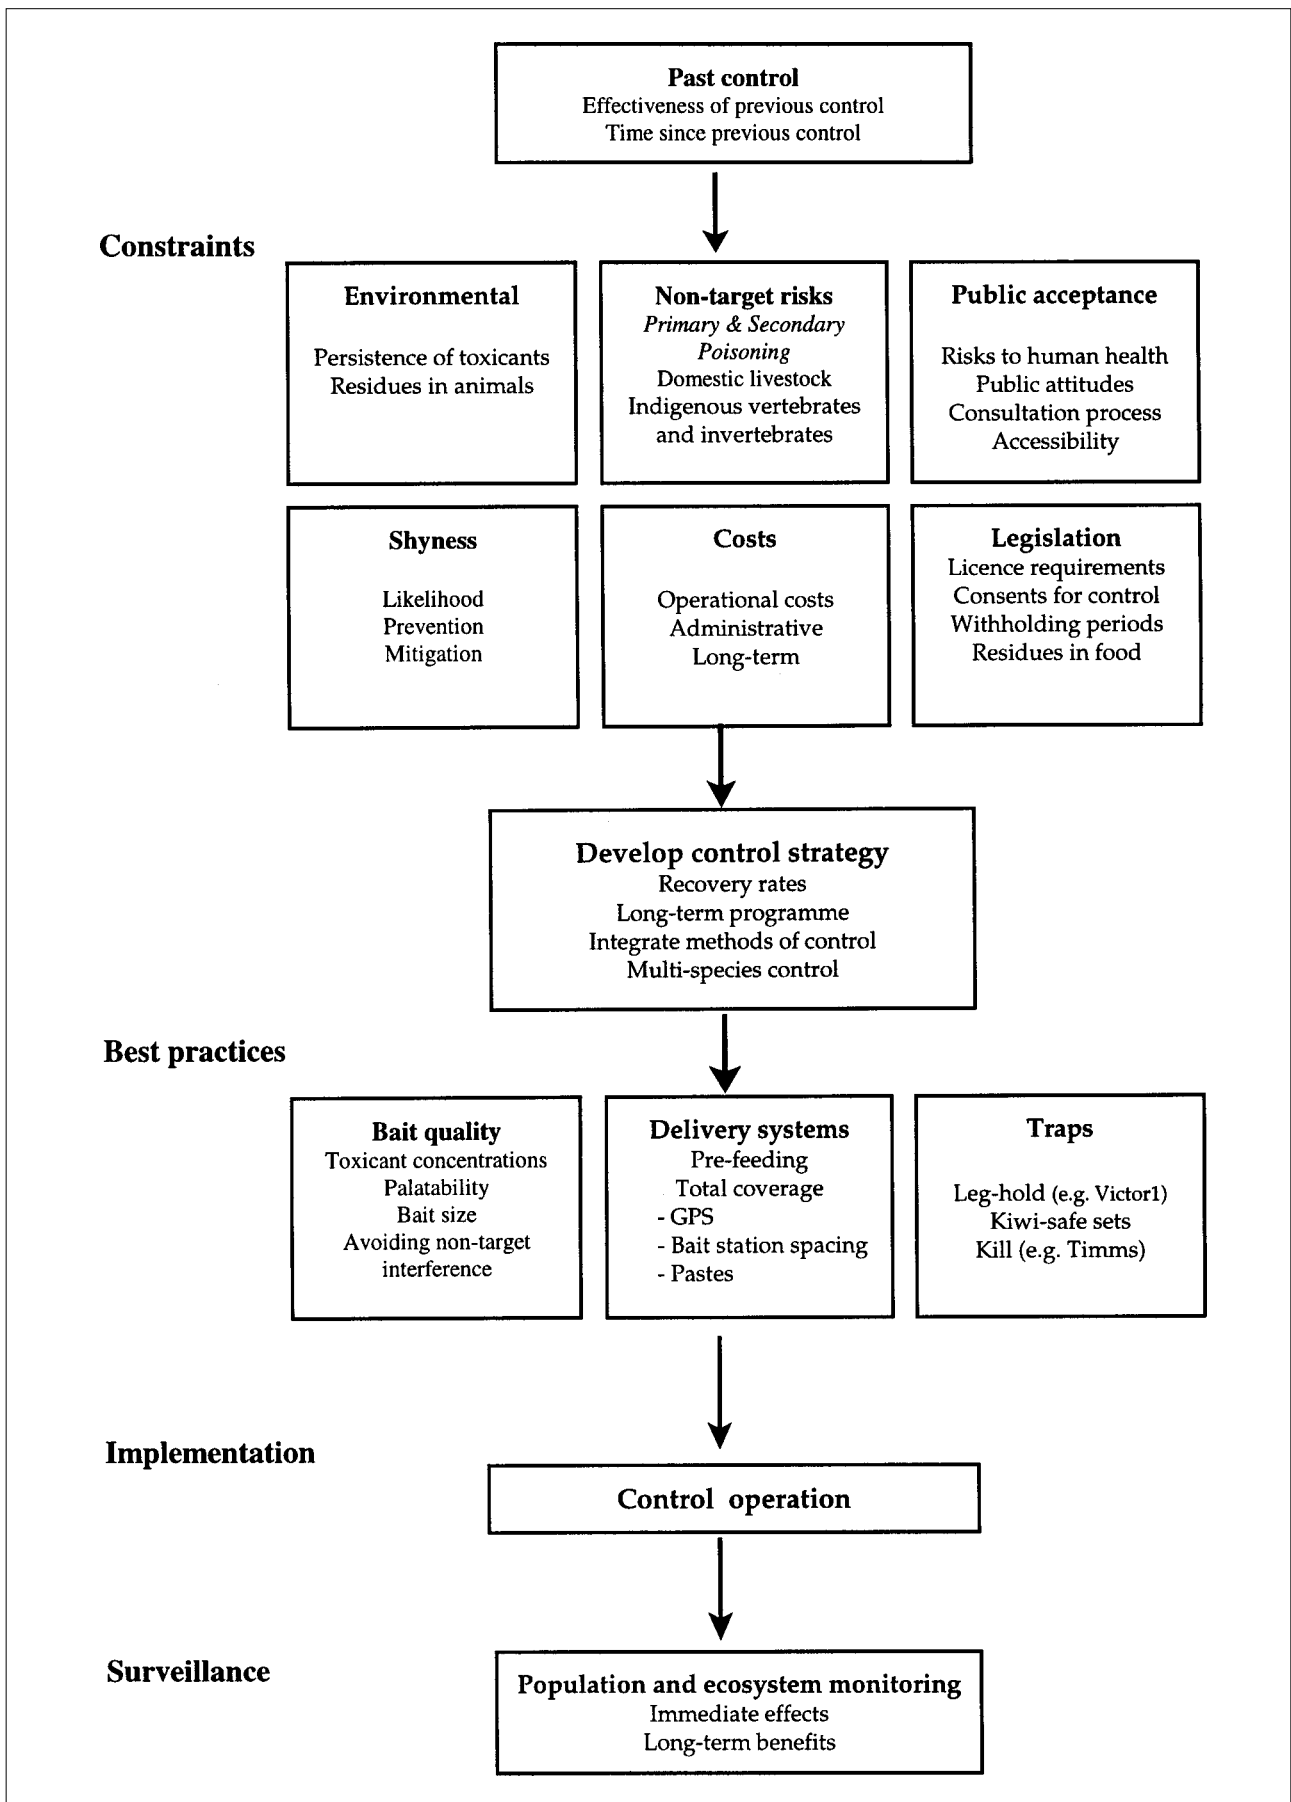 Past control
Effectiveness of previous control
Time since previous control
Constraints
Environmental
Persistence of toxicants
Residues in animals
Non-target risks
Primary & Secondary
Poisoning
Domestic livestock
Indigenous vertebrates
and invertebrates
Public acceptance
Risks to human health
Public attitudes
Consultation process
Accessibility
Shyness
Likelihood
Prevention
Mitigation
Costs
Operational costs
Administrative
Long-term
Legislation
Licence requirements
Consents for control
Withholding periods
Residues in food
Develop control strategy
Recovery rates
Long-term programme
Integrate methods of control
Multi-species control
Best practices
Bait quality
Toxicant concentrations
Palatability
Bait size
Avoiding non-target
interference
Delivery systems
Pre-feeding
Total coverage
- GPS
- Bait station spacing
- Pastes
Traps
Leg-hold (e.g. Victor1)
Kiwi-safe sets
Kill (e.g. Timms)
Implementation
Control operation
Surveillance
Population and ecosystem monitoring
Immediate effects
Long-term benefits